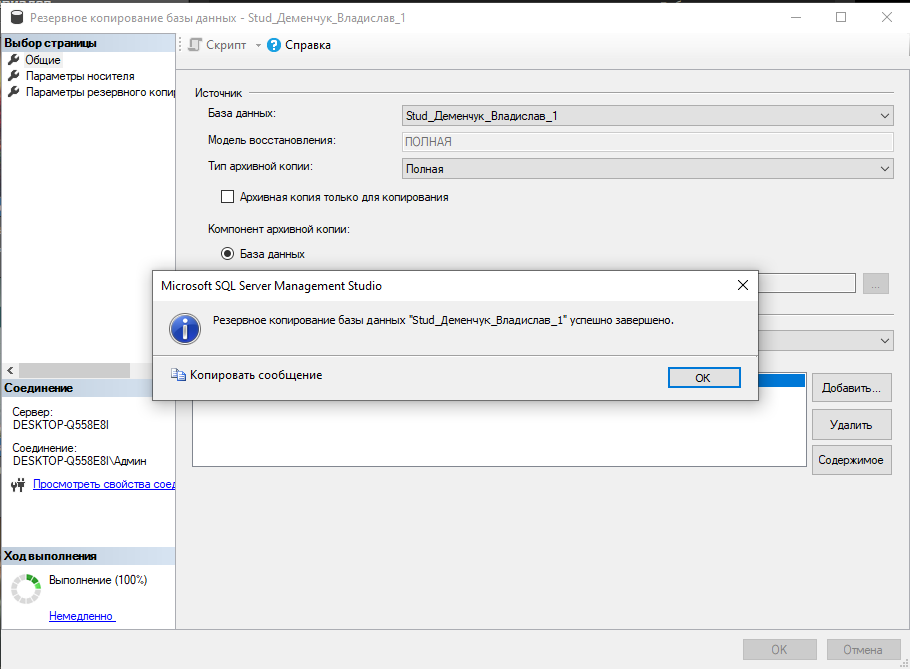 Резервное копирование базы данных - Stud_Деменчук_Владислав_1
Выбор страницы
Общие
Параметры носителя
Параметры резервного копир
Скрипт
Справка
Источник
База данных:
Stud_Деменчук_Владислав_1
Модель восстановления:
ПОЛНАЯ
Тип архивной копии:
Полная
Архивная копия только для копирования
Компонент архивной копии:
База данных
...
Microsoft SQL Server Management Studio
Резервное копирование базы данных "Stud_Деменчук_Владислав_1" успешно завершено.
Копировать сообщение
OK
Добавить...
Удалить
Содержимое
Соединение
Сервер:
DESKTOP-Q558E8I
Соединение:
DESKTOP-Q558E8I\Админ
Просмотреть свойства соед
Ход выполнения
Выполнение (100%)
Немедленно
OK
Отмена